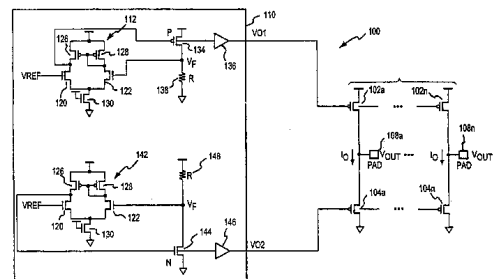 110
112
126
128
P
134
VO1
100
VREF
120
122
VF
136
138
R
130
102a
102n
108a
108n
IO
VOUT
PAD
IO
VOUT
PAD
142
126
128
148
R
VREF
120
122
VF
144
146
130
N
VO2
104a